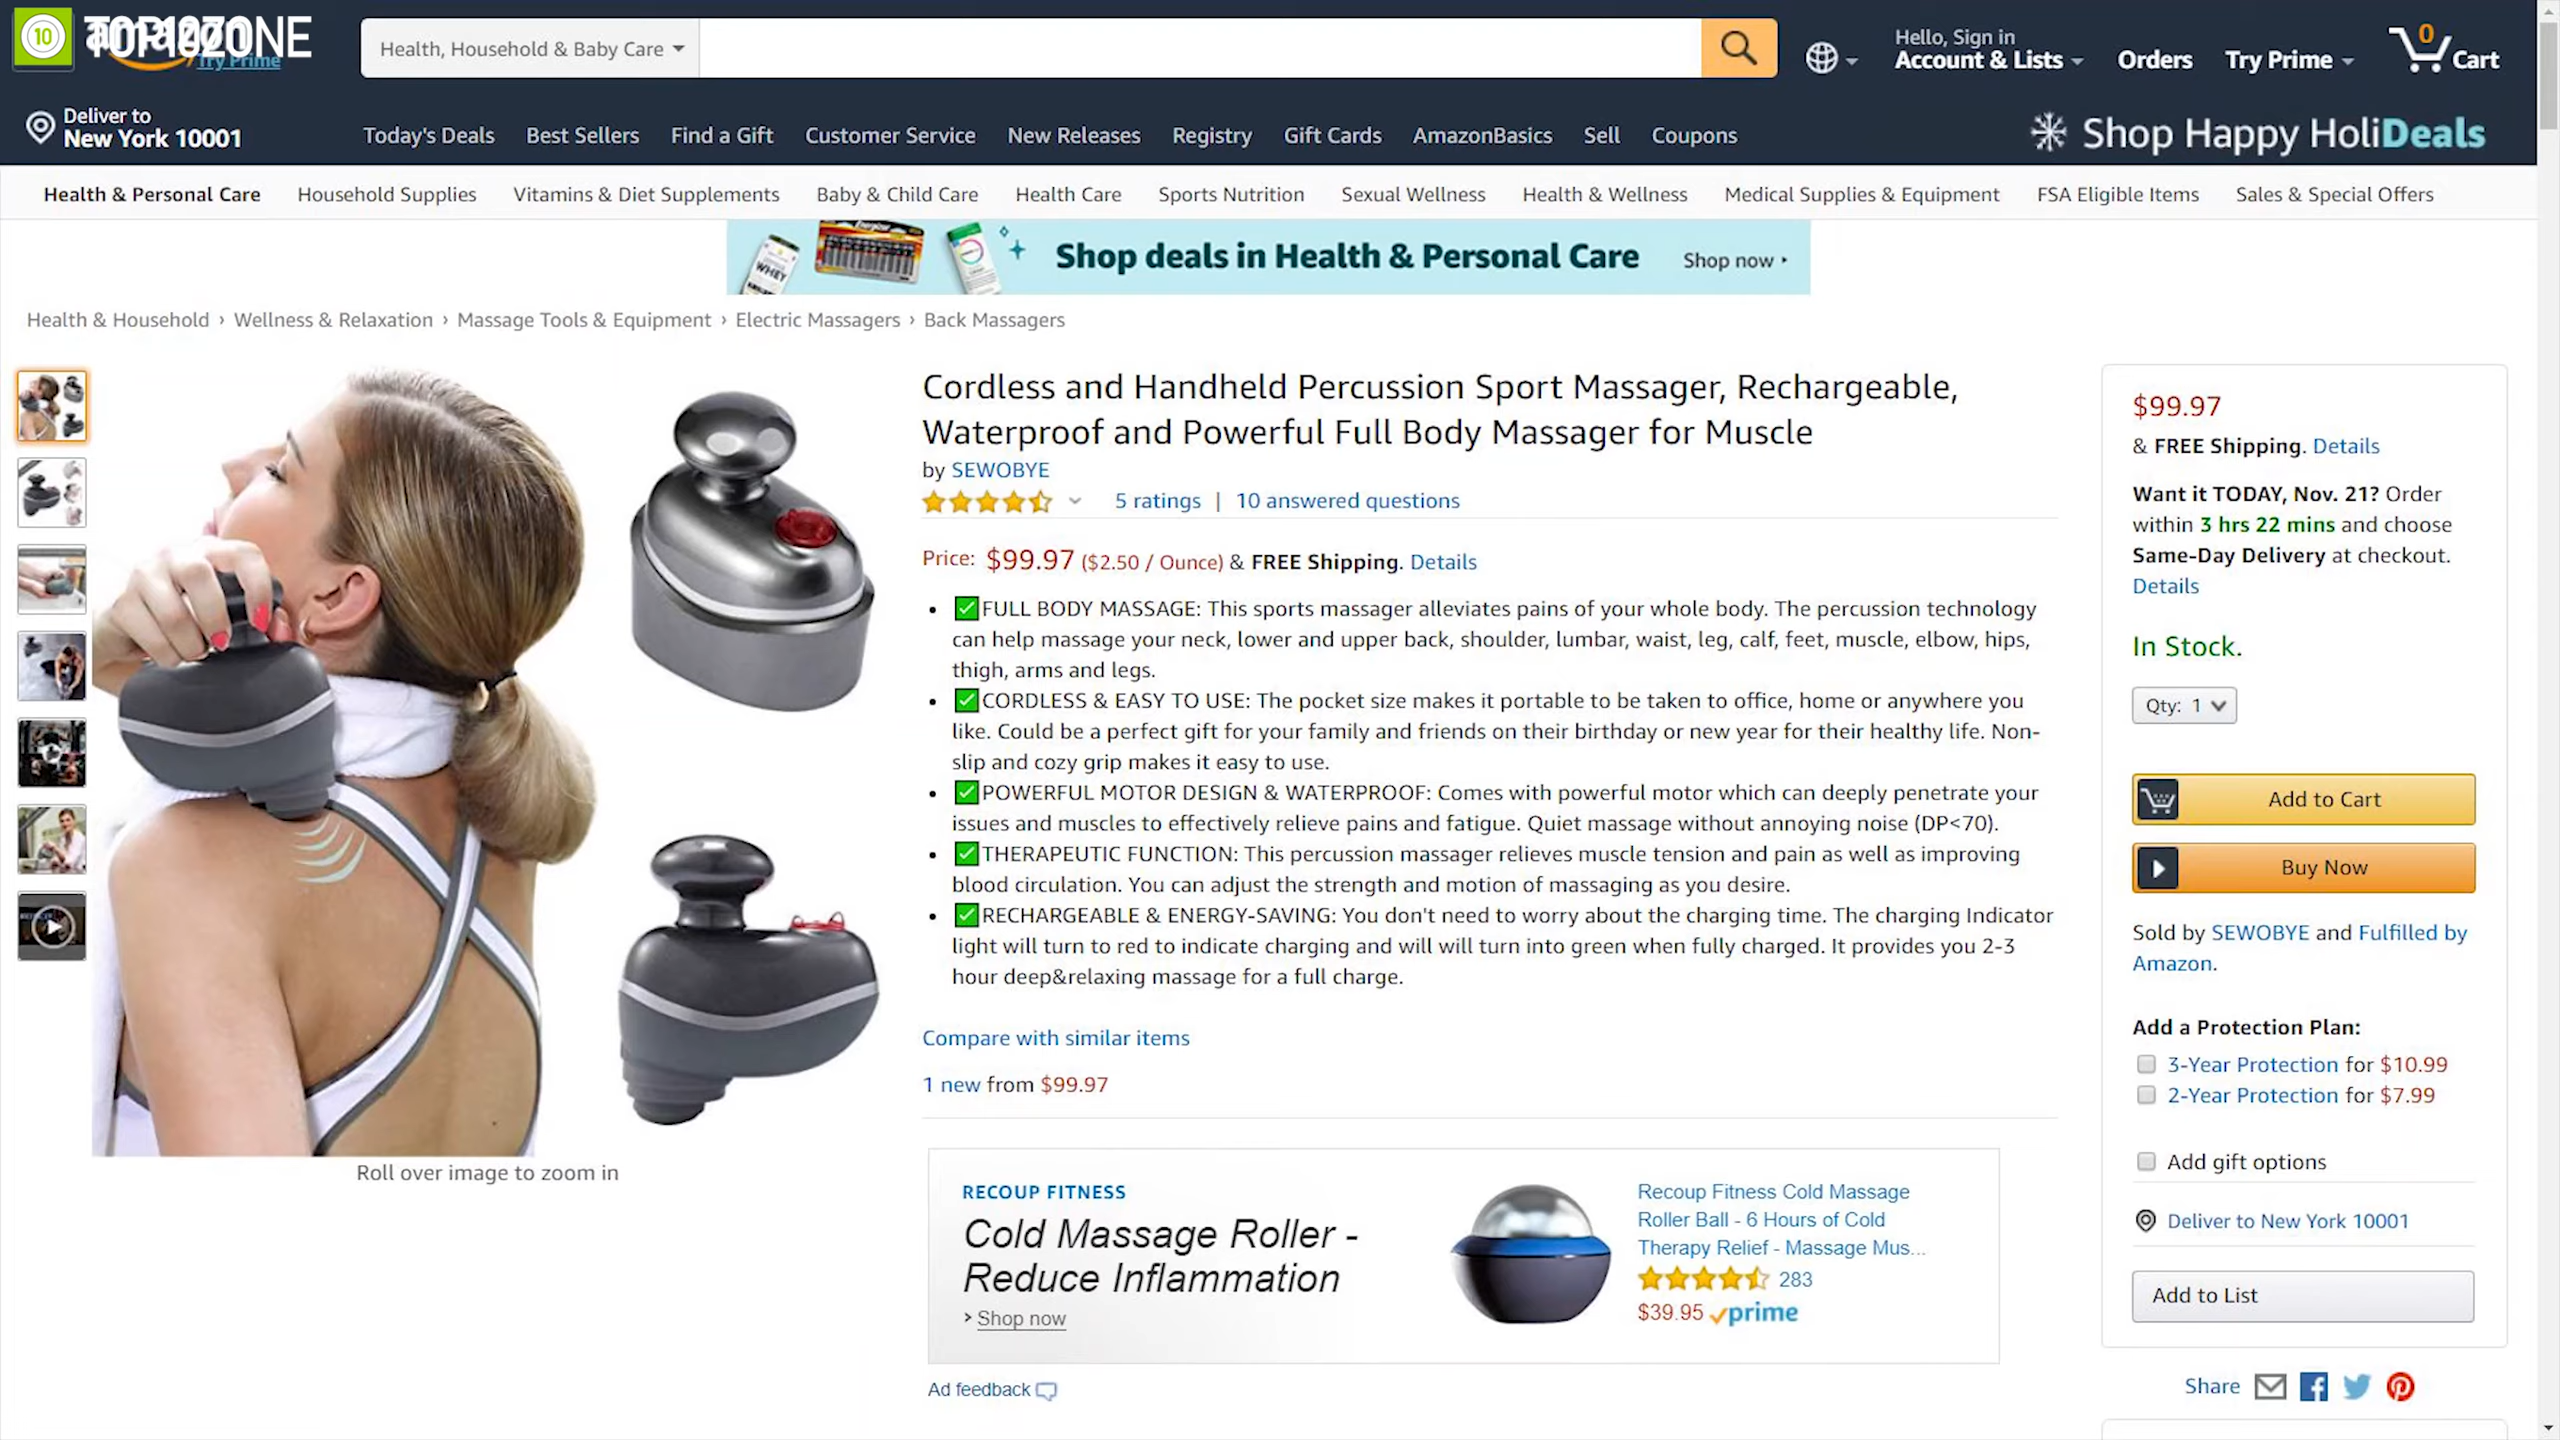 10 TOP10ZONE
amazon
Try Prime
Health, Household & Baby Care
Hello, Sign in
Account & Lists
Orders
Try Prime
0
Cart
Deliver to
New York 10001
Today's Deals
Best Sellers
Find a Gift
Customer Service
New Releases
Registry
Gift Cards
AmazonBasics
Sell
Coupons
Shop Happy HoliDeals
Health & Personal Care
Household Supplies
Vitamins & Diet Supplements
Baby & Child Care
Health Care
Sports Nutrition
Sexual Wellness
Health & Wellness
Medical Supplies & Equipment
FSA Eligible Items
Sales & Special Offers
WHEY
Energizer
Shop deals in Health & Personal Care
Shop now
Health & Household › Wellness & Relaxation › Massage Tools & Equipment › Electric Massagers › Back Massagers
Roll over image to zoom in
Cordless and Handheld Percussion Sport Massager, Rechargeable,
Waterproof and Powerful Full Body Massager for Muscle
by SEWOBYE
5 ratings | 10 answered questions
Price: $99.97 ($2.50 / Ounce) & FREE Shipping. Details
• ✅FULL BODY MASSAGE: This sports massager alleviates pains of your whole body. The percussion technology
can help massage your neck, lower and upper back, shoulder, lumbar, waist, leg, calf, feet, muscle, elbow, hips,
thigh, arms and legs.
• ✅CORDLESS & EASY TO USE: The pocket size makes it portable to be taken to office, home or anywhere you
like. Could be a perfect gift for your family and friends on their birthday or new year for their healthy life. Non-
slip and cozy grip makes it easy to use.
• ✅POWERFUL MOTOR DESIGN & WATERPROOF: Comes with powerful motor which can deeply penetrate your
issues and muscles to effectively relieve pains and fatigue. Quiet massage without annoying noise (DP<70).
• ✅THERAPEUTIC FUNCTION: This percussion massager relieves muscle tension and pain as well as improving
blood circulation. You can adjust the strength and motion of massaging as you desire.
• ✅RECHARGEABLE & ENERGY-SAVING: You don't need to worry about the charging time. The charging Indicator
light will turn to red to indicate charging and will will turn into green when fully charged. It provides you 2-3
hour deep&relaxing massage for a full charge.
Compare with similar items
1 new from $99.97
RECOUP FITNESS
Cold Massage Roller -
Reduce Inflammation
› Shop now
Recoup Fitness Cold Massage
Roller Ball - 6 Hours of Cold
Therapy Relief - Massage Mus...
283
$39.95 prime
Ad feedback
$99.97
& FREE Shipping. Details
Want it TODAY, Nov. 21? Order
within 3 hrs 22 mins and choose
Same-Day Delivery at checkout.
Details
In Stock.
Qty: 1
Add to Cart
Buy Now
Sold by SEWOBYE and Fulfilled by
Amazon.
Add a Protection Plan:
3-Year Protection for $10.99
2-Year Protection for $7.99
Add gift options
Deliver to New York 10001
Add to List
Share